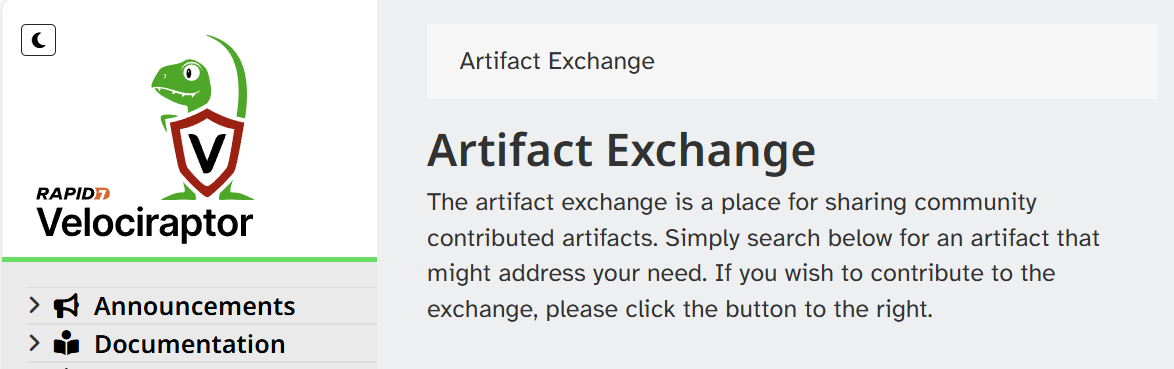 V
RAPID7
Velociraptor
Announcements
Documentation
Artifact Exchange
Artifact Exchange
The artifact exchange is a place for sharing community
contributed artifacts. Simply search below for an artifact that
might address your need. If you wish to contribute to the
exchange, please click the button to the right.